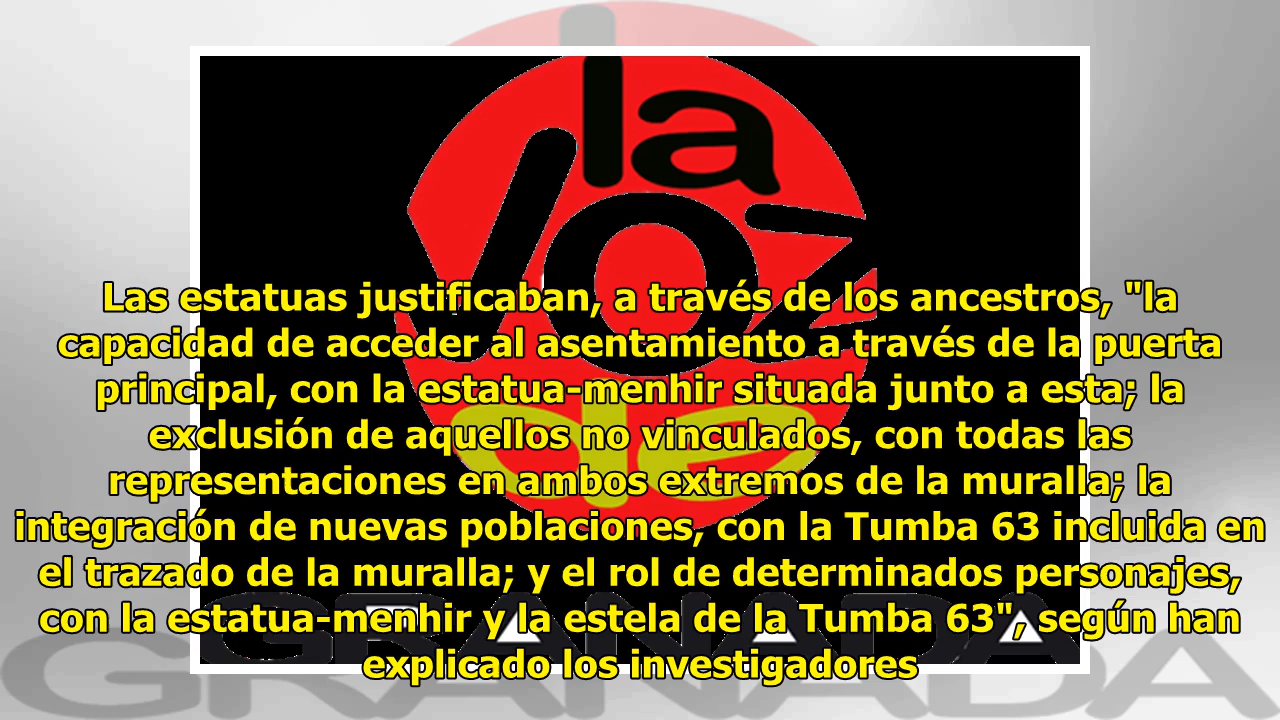 la
voz
de
GRANADA
Las estatuas justificaban, a través de los ancestros, "la
capacidad de acceder al asentamiento a través de la puerta
principal, con la estatua-menhir situada junto a esta; la
exclusión de aquellos no vinculados, con todas las
representaciones en ambos extremos de la muralla; la
integración de nuevas poblaciones, con la Tumba 63 incluida en
el trazado de la muralla; y el rol de determinados personajes,
con la estatua-menhir y la estela de la Tumba 63", según han
explicado los investigadores